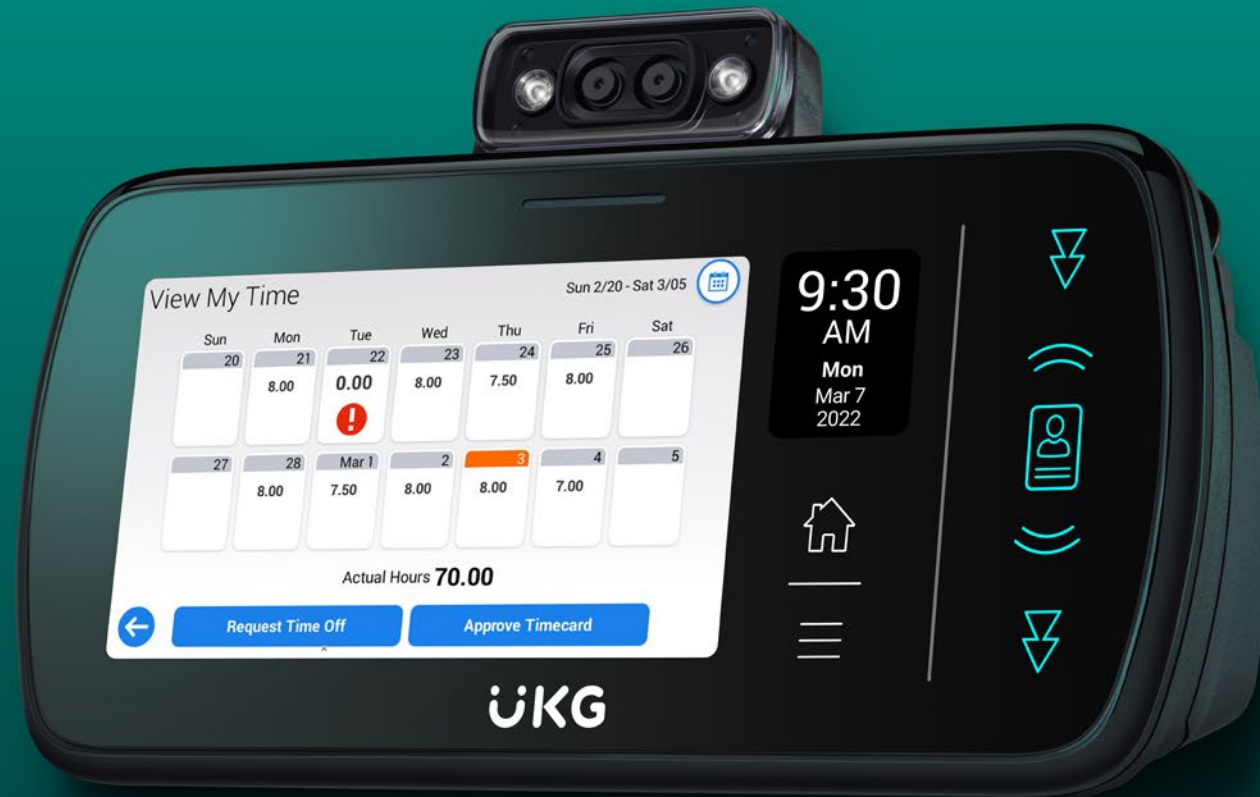 View My Time
Sun 2/20 - Sat 3/05
Sun Mon Tue Wed Thu Fri Sat
20 21 22 23 24 25 26
8.00 0.00 8.00 7.50 8.00
!
27 28 Mar 1 2 3 4 5
8.00 7.50 8.00 8.00 7.00
Actual Hours 70.00
Request Time Off
Approve Timecard
9:30
AM
Mon
Mar 7
2022
UKG